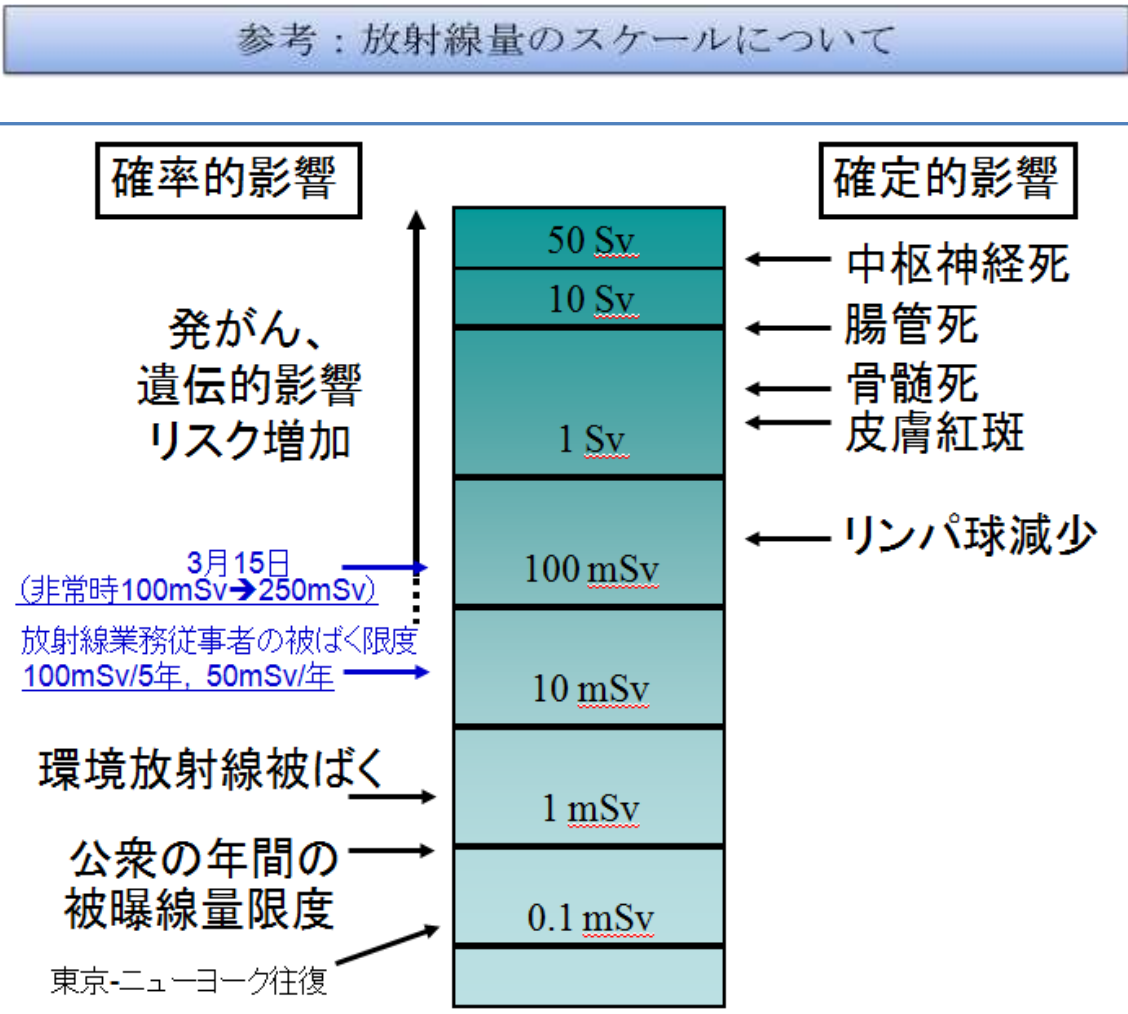 参考：放射線量のスケールについて
確率的影響
確定的影響
50 Sv
10 Sv
1 Sv
100 mSv
10 mSv
1 mSv
0.1 mSv
発がん、
遺伝的影響
リスク増加
3月15日
（非常時100mSv➔250mSv）
放射線業務従事者の被ばく限度
100mSv/5年, 50mSv/年
環境放射線被ばく
公衆の年間の
被曝線量限度
東京-ニューヨーク往復
中枢神経死
腸管死
骨髄死
皮膚紅斑
リンパ球減少